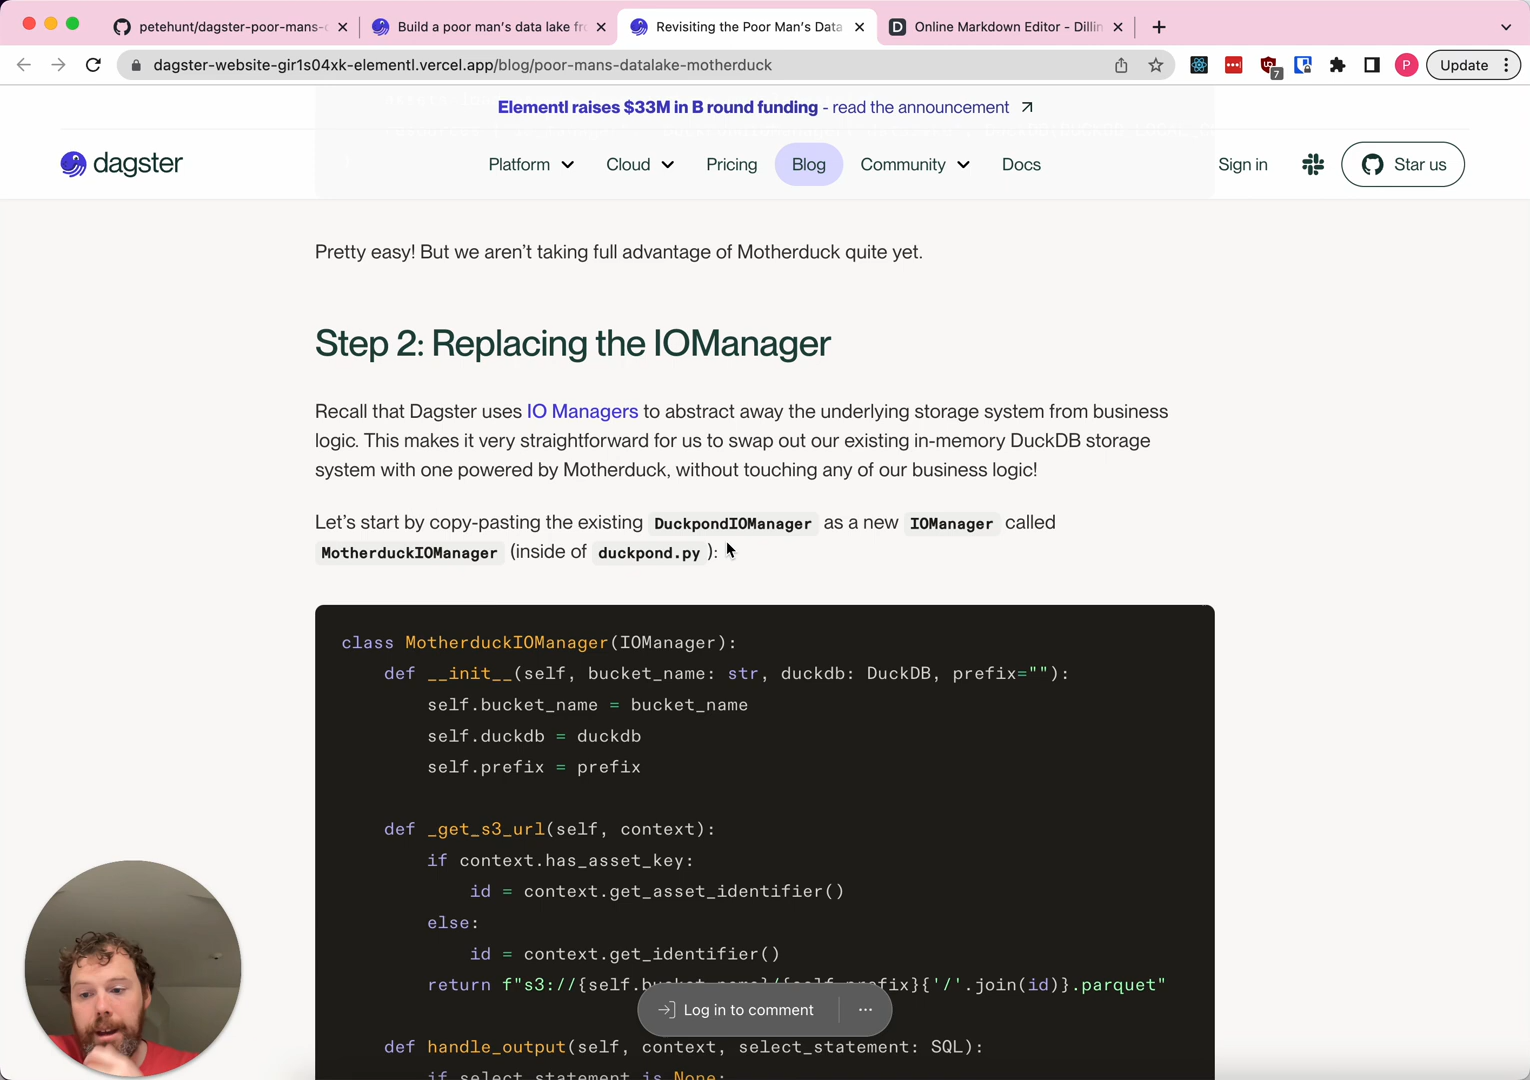 petehunt/dagster-poor-mans-
Build a poor man's data lake fr
Revisiting the Poor Man's Data
Online Markdown Editor - Dillin
dagster-website-gir1s04xk-elementl.vercel.app/blog/poor-mans-datalake-motherduck
7
P
Update
Elementl raises $33M in B round funding - read the announcement
dagster
Platform
Cloud
Pricing
Blog
Community
Docs
Sign in
Star us
Pretty easy! But we aren't taking full advantage of Motherduck quite yet.
Step 2: Replacing the IOManager
Recall that Dagster uses IO Managers to abstract away the underlying storage system from business
logic. This makes it very straightforward for us to swap out our existing in-memory DuckDB storage
system with one powered by Motherduck, without touching any of our business logic!
Let's start by copy-pasting the existing DuckpondIOManager as a new IOManager called
MotherduckIOManager (inside of duckpond.py ):
class MotherduckIOManager(IOManager):
def __init__(self, bucket_name: str, duckdb: DuckDB, prefix=""):
self.bucket_name = bucket_name
self.duckdb = duckdb
self.prefix = prefix
def _get_s3_url(self, context):
if context.has_asset_key:
id = context.get_asset_identifier()
else:
id = context.get_identifier()
return f"s3://{self.bucket_name}/{self.prefix}{'/'.join(id)}.parquet"
Log in to comment
def handle_output(self, context, select_statement: SQL):
if select_statement is None: